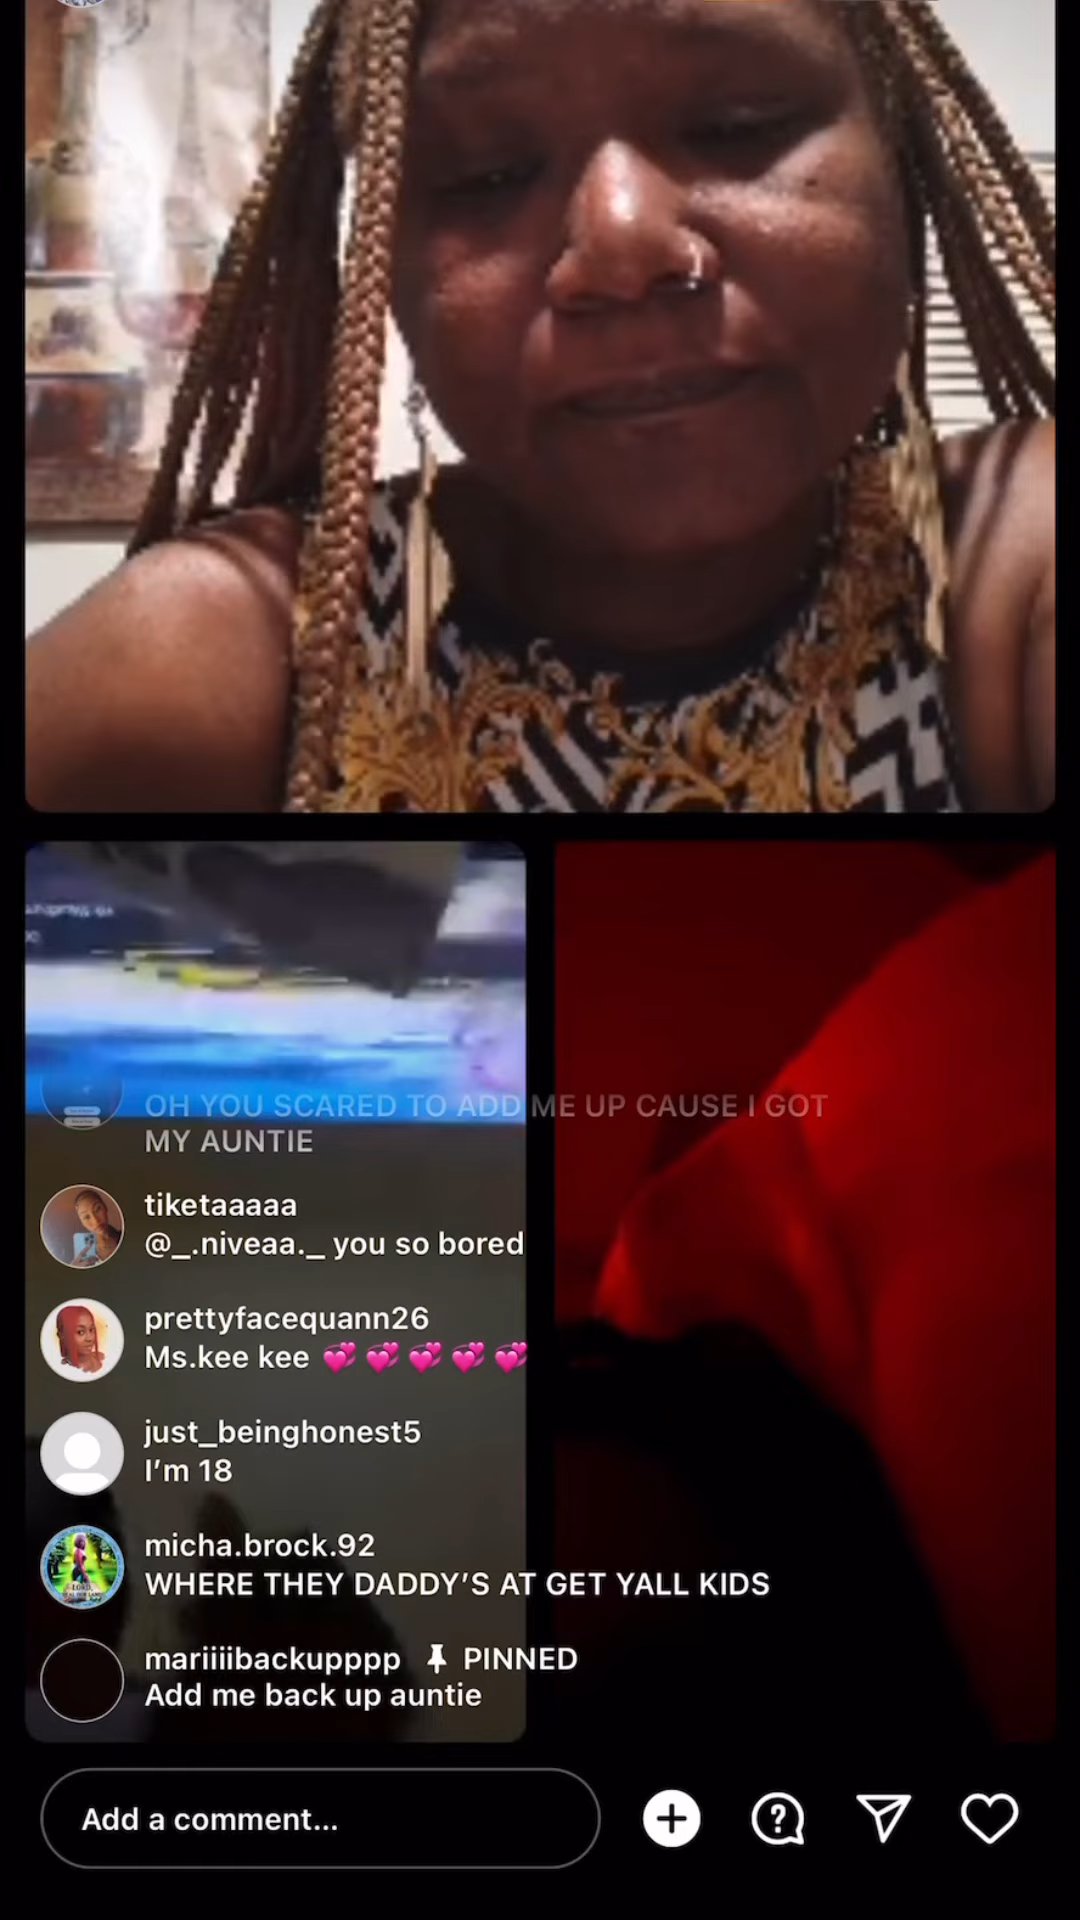 OH YOU SCARED TO ADD ME UP CAUSE I GOT
MY AUNTIE
tiketaaaaa
@_.niveaa._ you so bored
prettyfacequann26
Ms.kee kee 💞 💞 💞 💞 💞
just_beinghonest5
I'm 18
micha.brock.92
WHERE THEY DADDY'S AT GET YALL KIDS
mariiiibackupppp PINNED
Add me back up auntie
Add a comment...